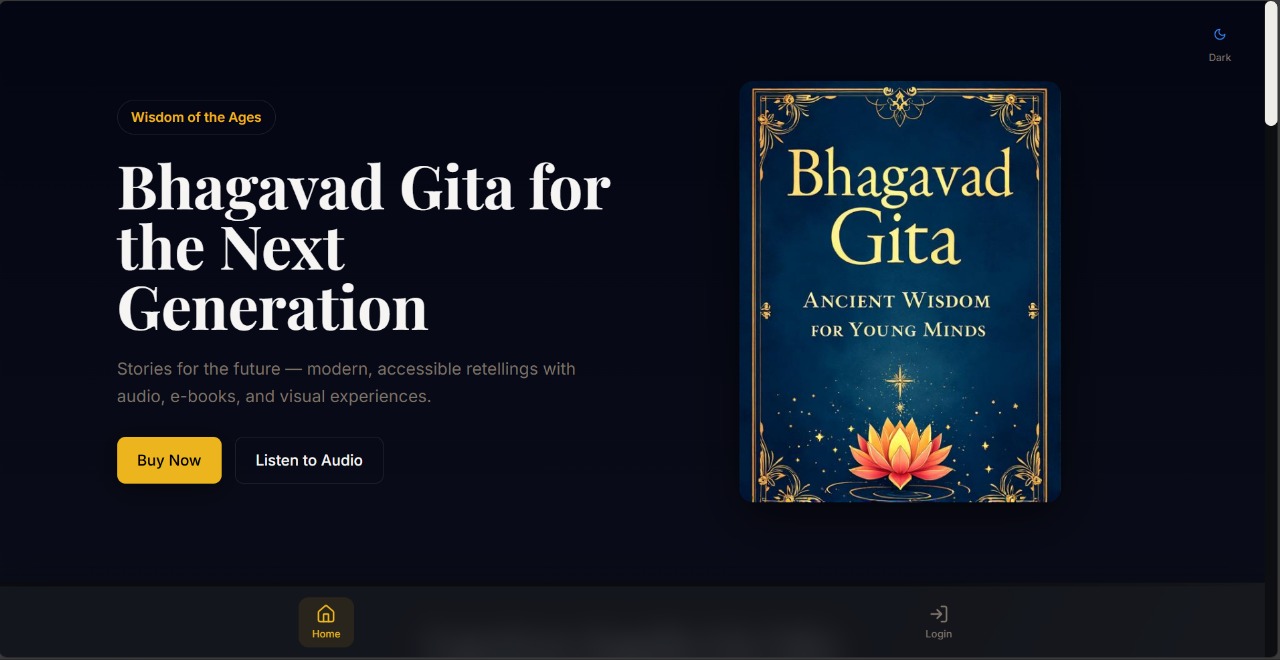 Dark
Wisdom of the Ages
Bhagavad Gita for
the Next
Generation
Stories for the future — modern, accessible retellings with
audio, e-books, and visual experiences.
Buy Now
Listen to Audio
Bhagavad
Gita
Ancient Wisdom
for Young Minds
Home
Login